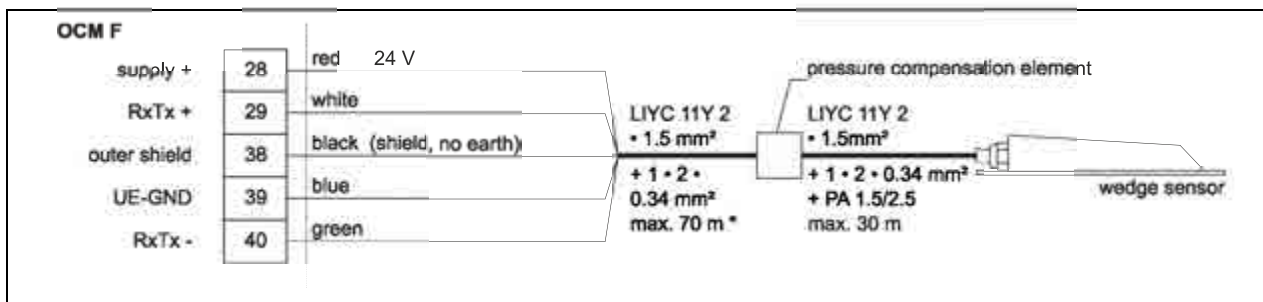 OCM F
supply + 28 red 24 V
RxTx + 29 white
outer shield 38 black (shield, no earth)
UE-GND 39 blue
RxTx - 40 green
LIYC 11Y 2
• 1.5 mm²
+ 1 • 2 •
0.34 mm²
max. 70 m *
pressure compensation element
LIYC 11Y 2
• 1.5mm²
+ 1 • 2 • 0.34 mm²
+ PA 1.5/2.5
max. 30 m
wedge sensor